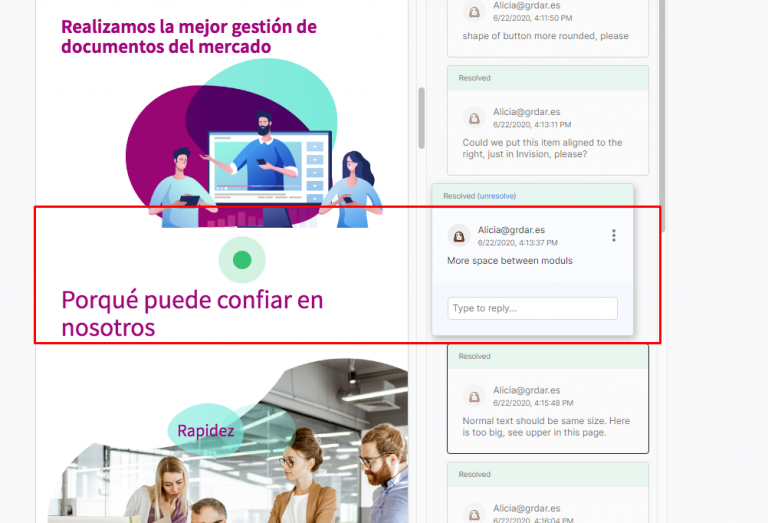 Realizamos la mejor gestión de
documentos del mercado
Porqué puede confiar en
nosotros
Rapidez
Alicia@grdar.es
6/22/2020, 4:11:50 PM
shape of button more rounded, please
Resolved
Alicia@grdar.es
6/22/2020, 4:13:11 PM
Could we put this item aligned to the
right, just in Invision, please?
Resolved (unresolve)
Alicia@grdar.es
6/22/2020, 4:13:37 PM
More space between moduls
Type to reply...
Resolved
Alicia@grdar.es
6/22/2020, 4:15:48 PM
Normal text should be same size. Here
is too big, see upper in this page.
Resolved
Alicia@grdar.es
6/22/2020, 4:16:04 PM